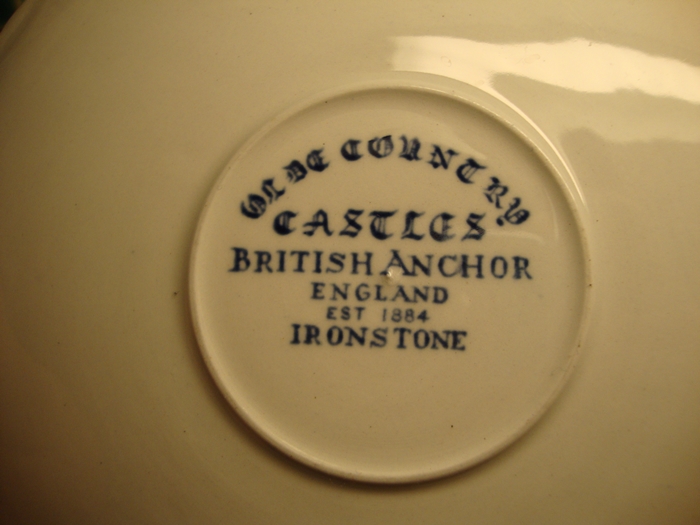 OLDE COUNTRY
CASTLES
BRITISH ANCHOR
ENGLAND
EST 1884
IRONSTONE